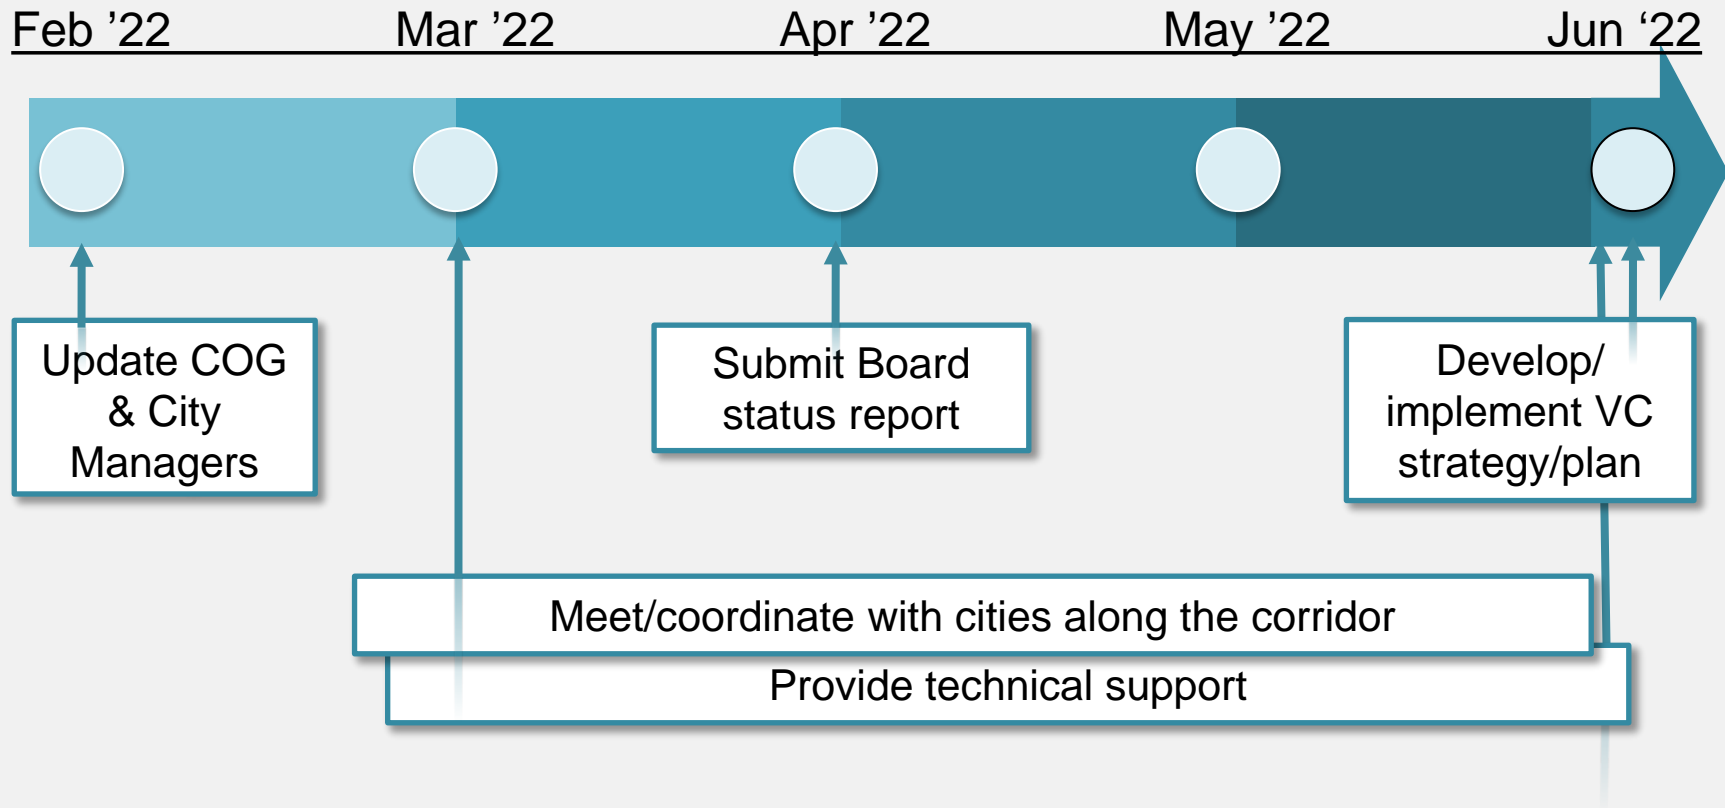 Feb ’22 Mar ’22 Apr ’22 May ’22 Jun ‘22
Update COG
& City
Managers
Submit Board
status report
Develop/
implement VC
strategy/plan
Meet/coordinate with cities along the corridor
Provide technical support